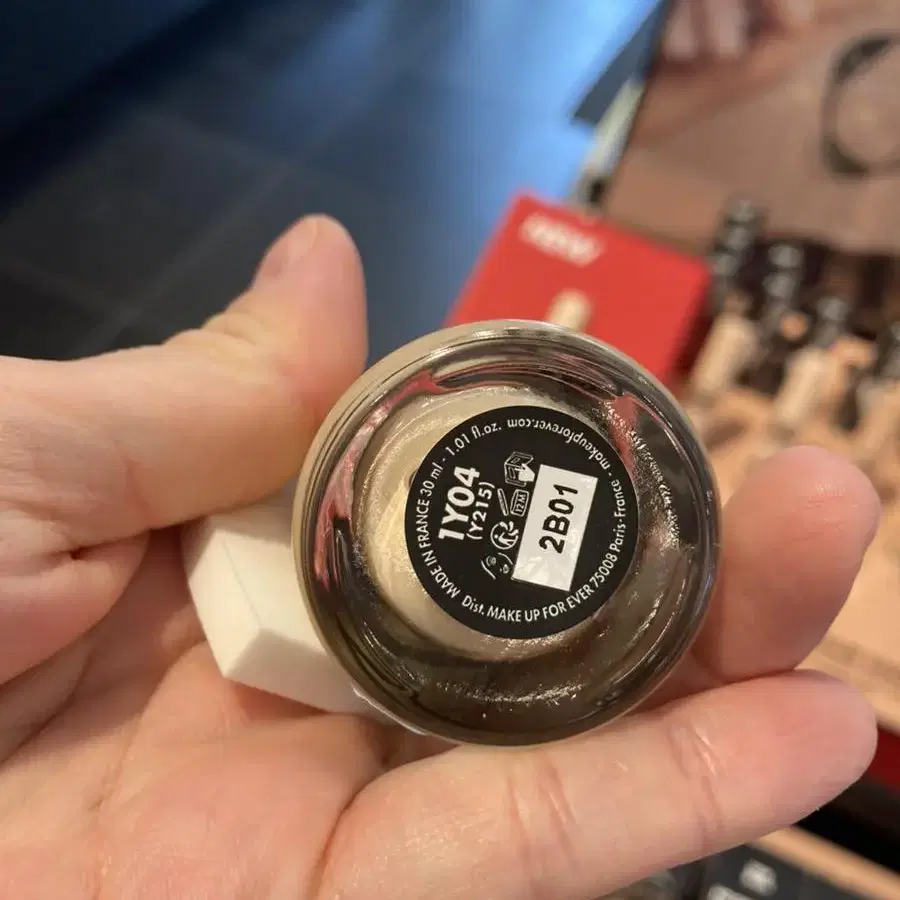 MADE IN FRANCE 30 ml - 1.01 fl.oz. makeupforever.com
1Y04
(Y215)
12M
2B01
Dist. MAKE UP FOR EVER 75008 Paris-France